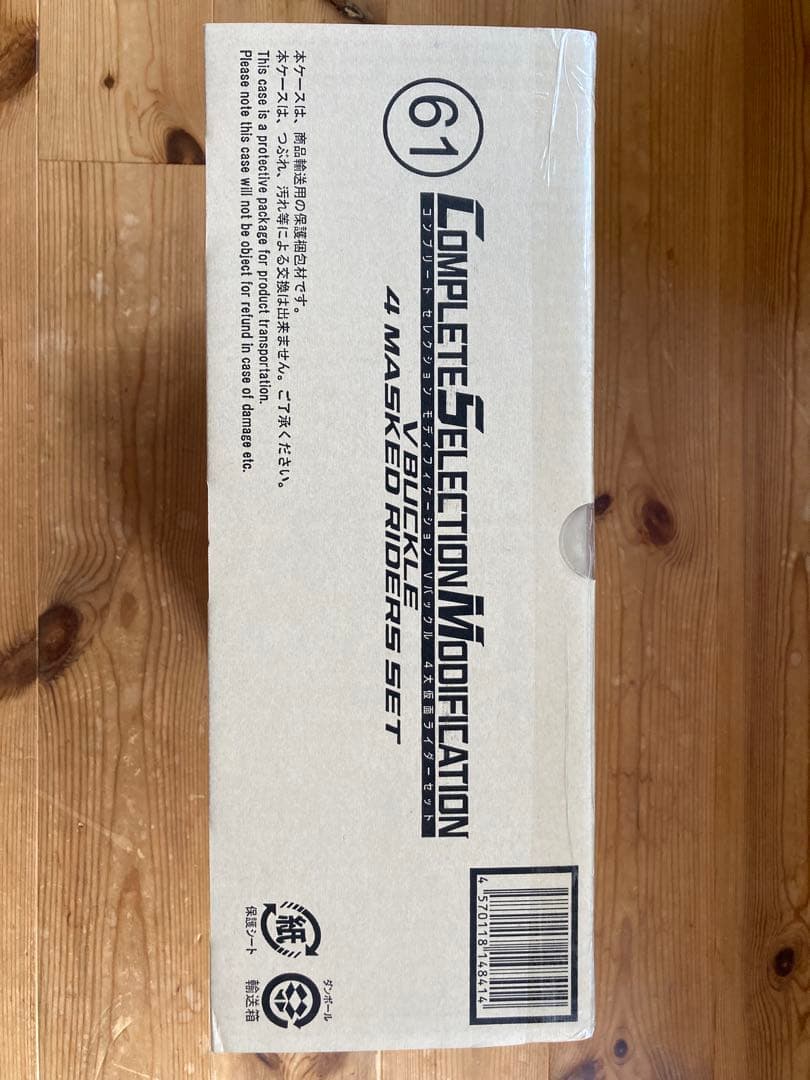 61
COMPLETE SELECTION MODIFICATION
コンプリート セレクション モディフィケーション Vバックル 4大仮面ライダーセット
V BUCKLE
4 MASKED RIDERS SET
本ケースは、商品輸送用の保護梱包材です。
本ケースは、つぶれ、汚れ等による交換は出来ません。ご了承ください。
This case is a protective package for product transportation.
Please note this case will not be object for refund in case of damage etc.
4 570118 148414
紙
保護シート
ダンボール
輸送箱